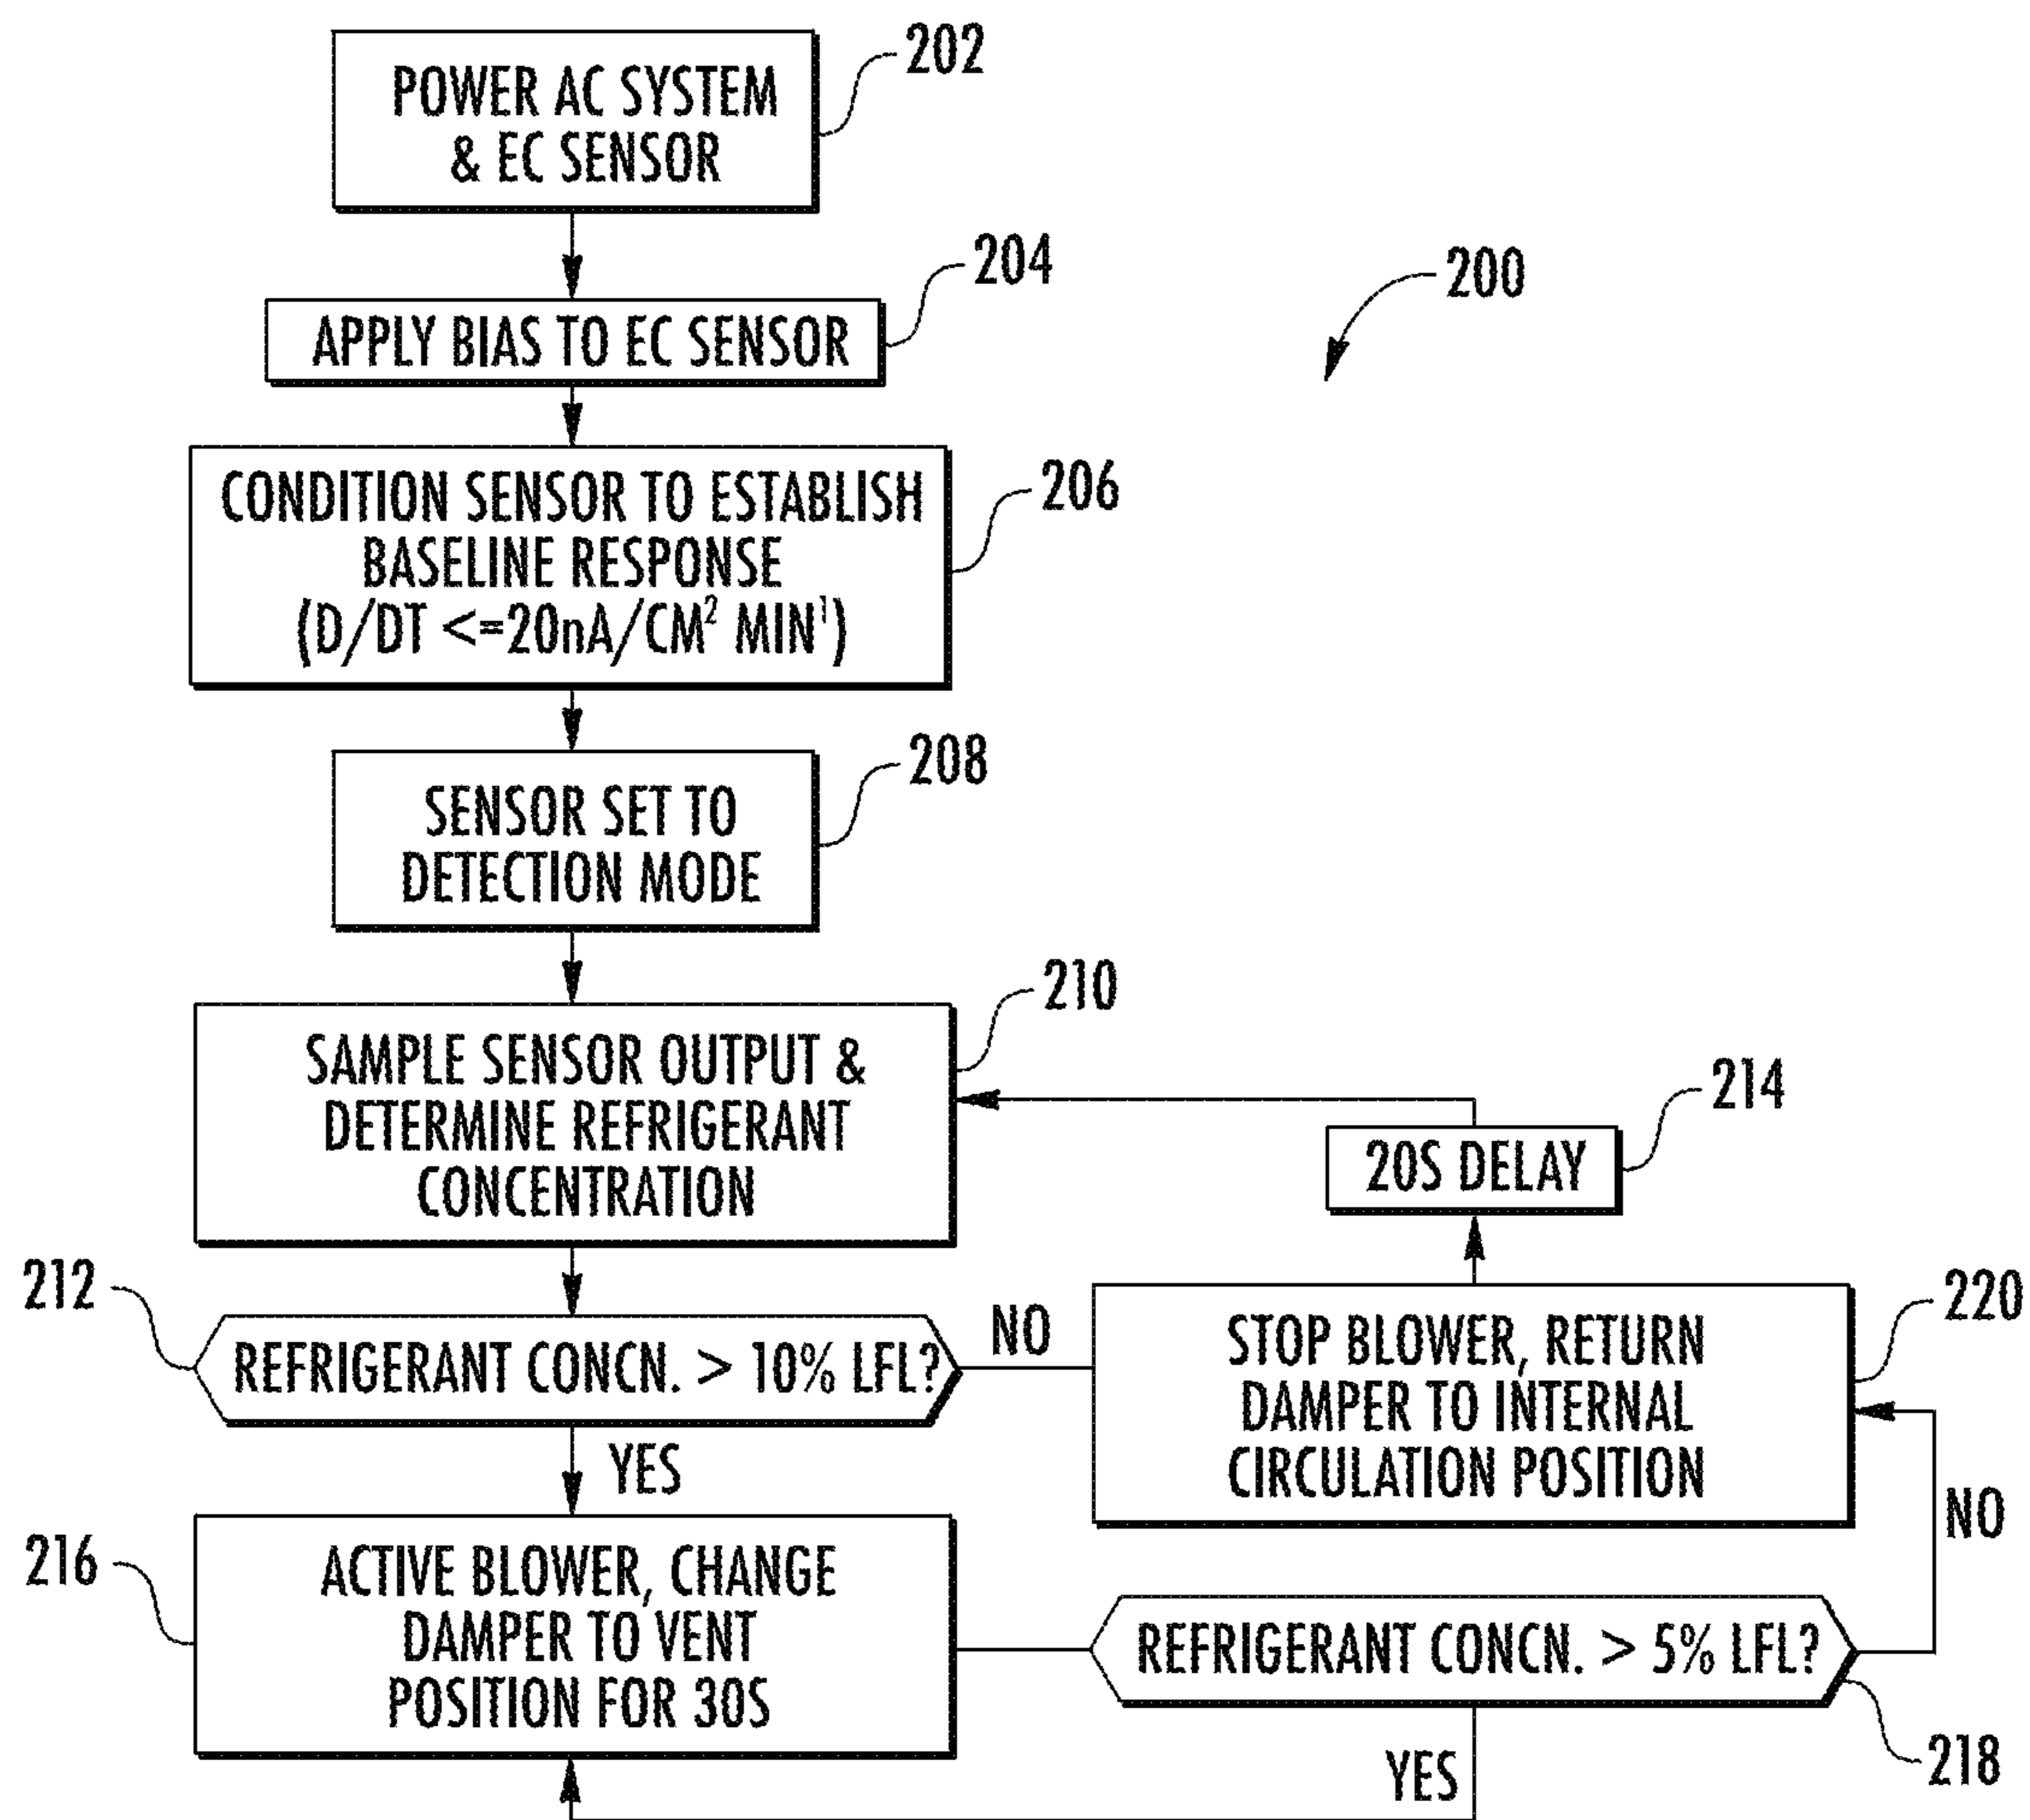 POWER AC SYSTEM
& EC SENSOR
202
APPLY BIAS TO EC SENSOR
204
200
CONDITION SENSOR TO ESTABLISH
BASELINE RESPONSE
(D/DT <=20nA/CM² MIN¹)
206
SENSOR SET TO
DETECTION MODE
208
SAMPLE SENSOR OUTPUT &
DETERMINE REFRIGERANT
CONCENTRATION
210
20S DELAY
214
212
REFRIGERANT CONCN. > 10% LFL?
NO
YES
STOP BLOWER, RETURN
DAMPER TO INTERNAL
CIRCULATION POSITION
220
NO
216
ACTIVE BLOWER, CHANGE
DAMPER TO VENT
POSITION FOR 30S
REFRIGERANT CONCN. > 5% LFL?
218
YES